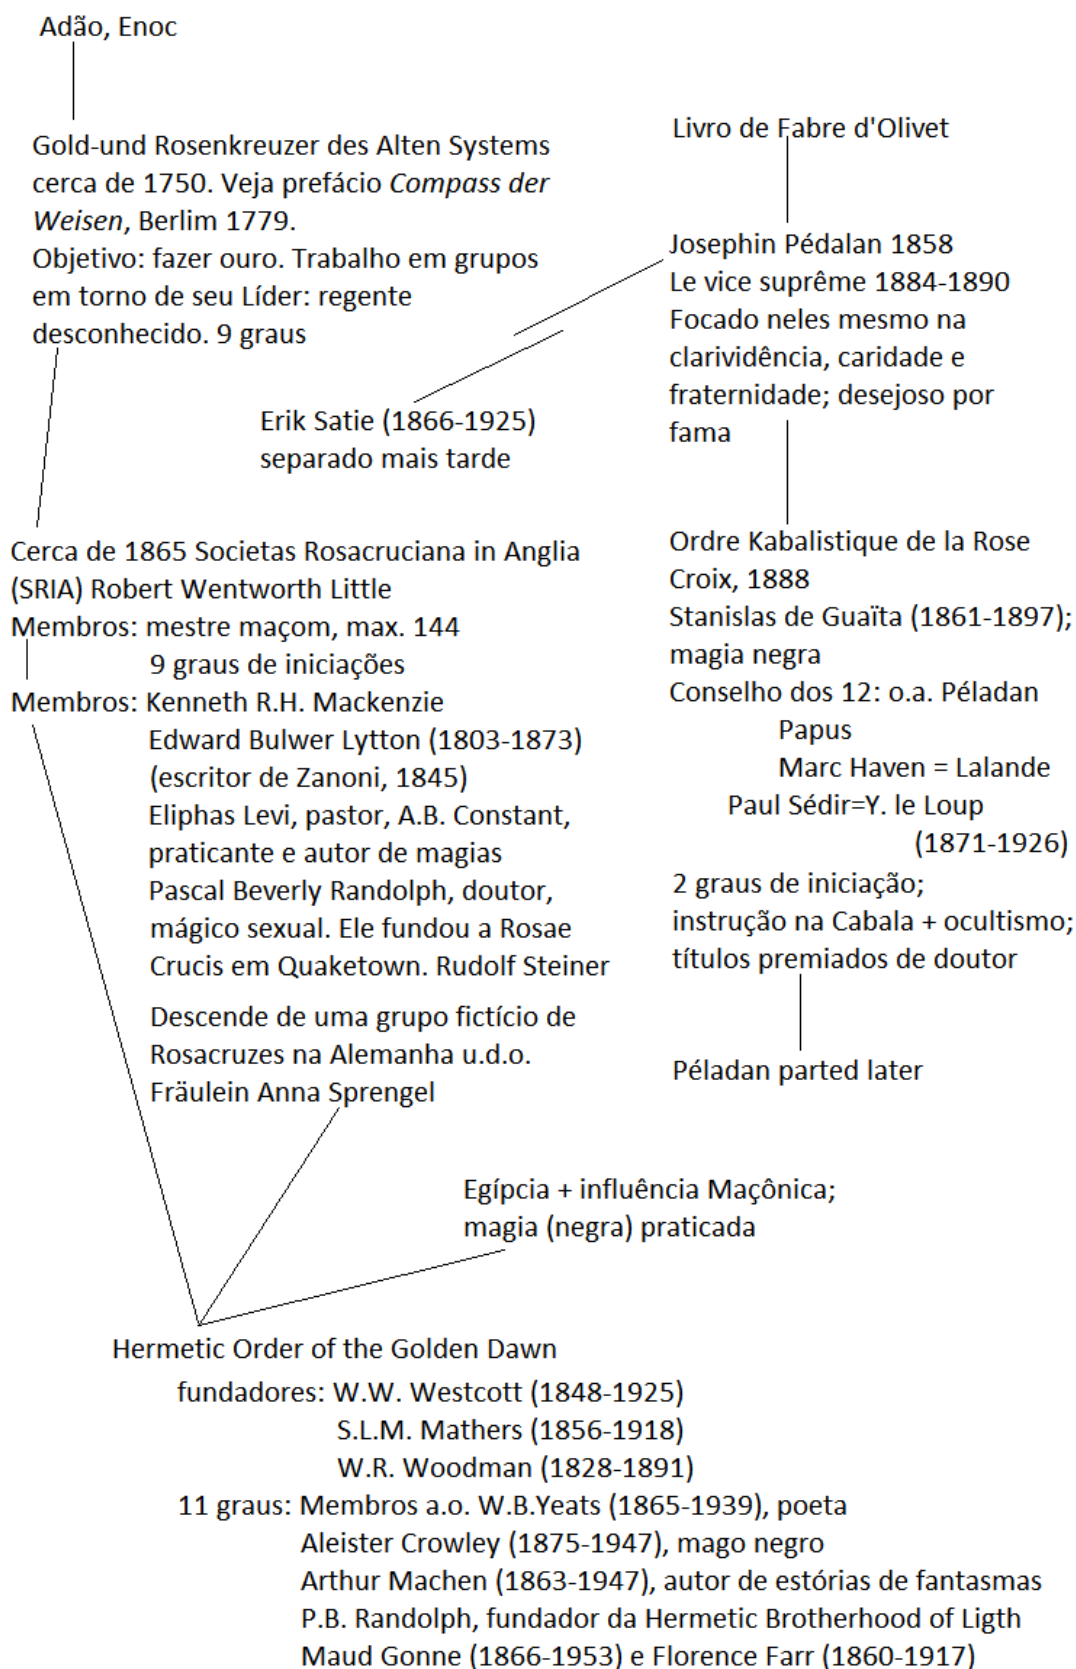 Adão, Enoc
Gold-und Rosenkreuzer des Alten Systems
cerca de 1750. Veja prefácio Compass der
Weisen, Berlim 1779.
Objetivo: fazer ouro. Trabalho em grupos
em torno de seu Líder: regente
desconhecido. 9 graus
Livro de Fabre d'Olivet
Josephin Pédalan 1858
Le vice suprême 1884-1890
Focado neles mesmo na
clarividência, caridade e
fraternidade; desejoso por
fama
Erik Satie (1866-1925)
separado mais tarde
Cerca de 1865 Societas Rosacruciana in Anglia
(SRIA) Robert Wentworth Little
Membros: mestre maçom, max. 144
9 graus de iniciações
Membros: Kenneth R.H. Mackenzie
Edward Bulwer Lytton (1803-1873)
(escritor de Zanoni, 1845)
Eliphas Levi, pastor, A.B. Constant,
praticante e autor de magias
Pascal Beverly Randolph, doutor,
mágico sexual. Ele fundou a Rosae
Crucis em Quaketown. Rudolf Steiner
Ordre Kabalistique de la Rose
Croix, 1888
Stanislas de Guaïta (1861-1897);
magia negra
Conselho dos 12: o.a. Péladan
Papus
Marc Haven = Lalande
Paul Sédir=Y. le Loup
(1871-1926)
2 graus de iniciação;
instrução na Cabala + ocultismo;
títulos premiados de doutor
Péladan parted later
Descende de uma grupo fictício de
Rosacruzes na Alemanha u.d.o.
Fräulein Anna Sprengel
Egípcia + influência Maçônica;
magia (negra) praticada
Hermetic Order of the Golden Dawn
fundadores: W.W. Westcott (1848-1925)
S.L.M. Mathers (1856-1918)
W.R. Woodman (1828-1891)
11 graus: Membros a.o. W.B.Yeats (1865-1939), poeta
Aleister Crowley (1875-1947), mago negro
Arthur Machen (1863-1947), autor de estórias de fantasmas
P.B. Randolph, fundador da Hermetic Brotherhood of Ligth
Maud Gonne (1866-1953) e Florence Farr (1860-1917)